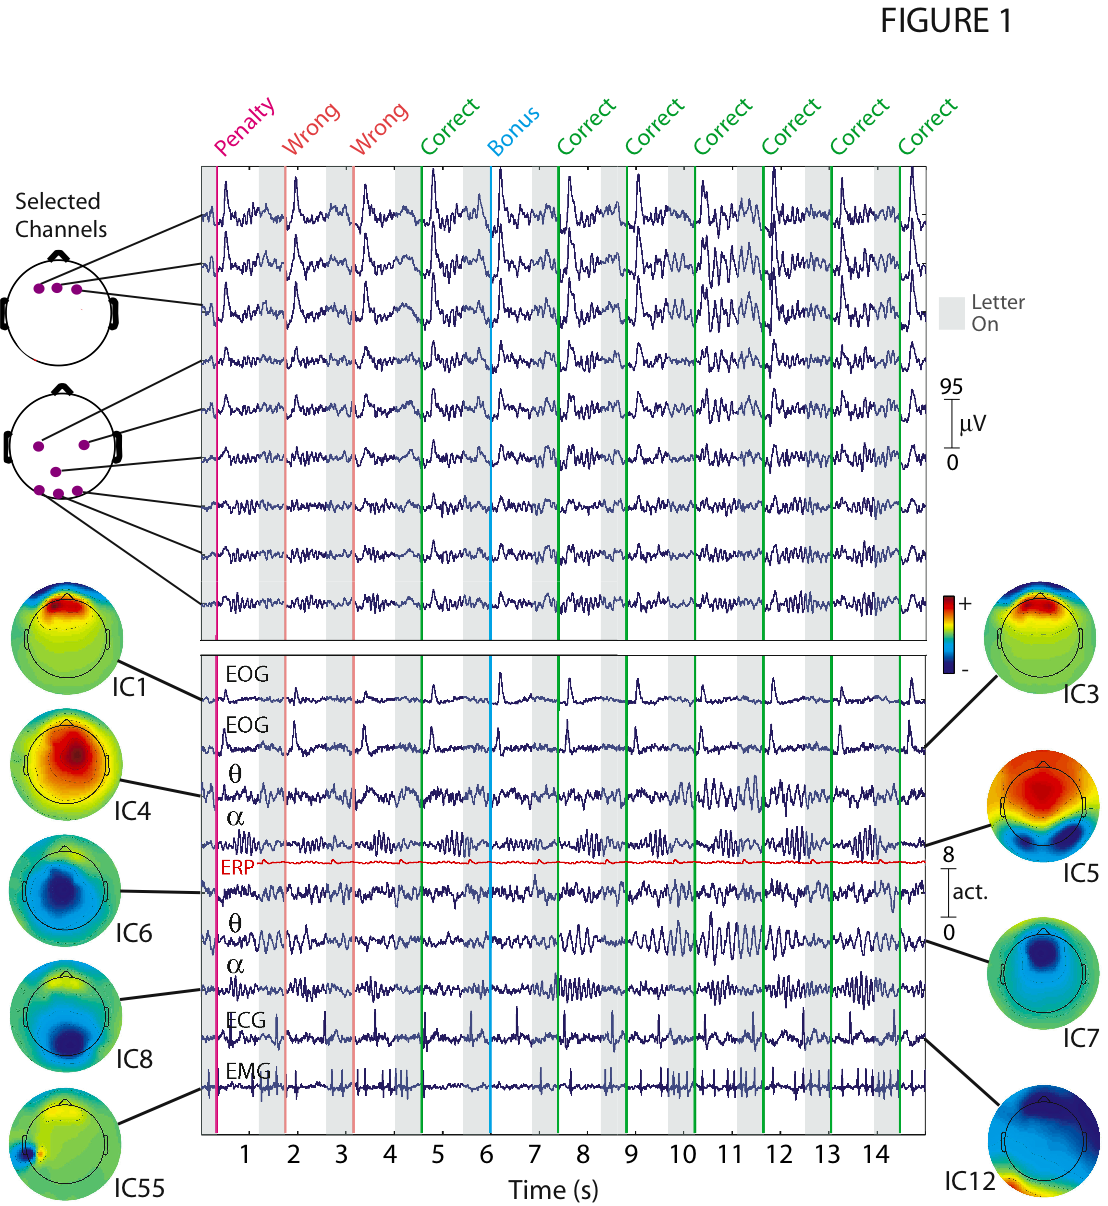 FIGURE 1
Penalty
Wrong
Wrong
Correct
Bonus
Correct
Correct
Correct
Correct
Correct
Correct
Selected
Channels
Letter
On
95
μV
0
+
-
EOG
IC1
IC3
EOG
θ
IC4
α
ERP
8
act.
0
IC5
IC6
θ
α
IC8
IC7
ECG
EMG
IC55
IC12
1 2 3 4 5 6 7 8 9 10 11 12 13 14
Time (s)